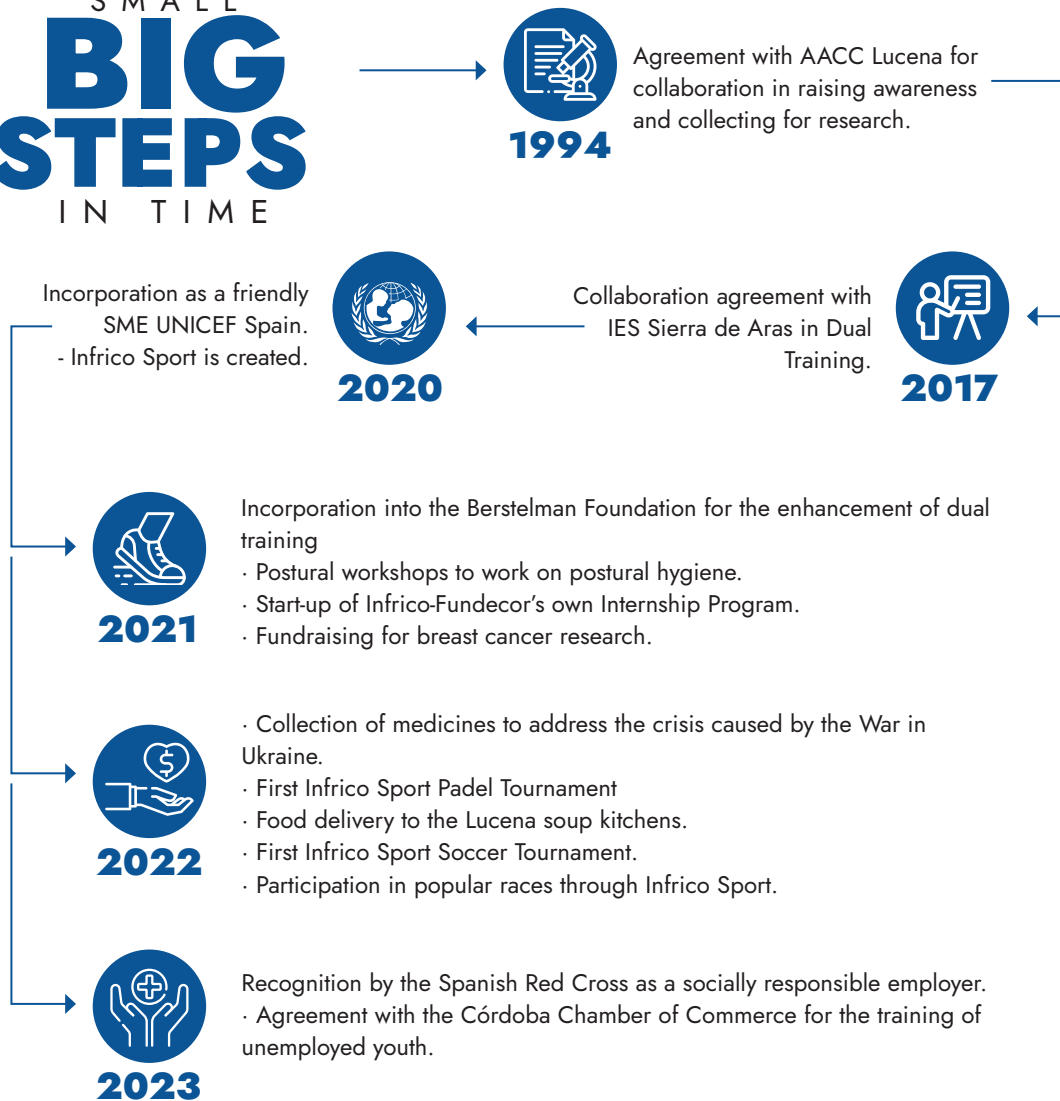 SMALL
BIG
STEPS
IN TIME
1994
Agreement with AACC Lucena for
collaboration in raising awareness
and collecting for research.
2017
Collaboration agreement with
IES Sierra de Aras in Dual
Training.
2020
Incorporation as a friendly
SME UNICEF Spain.
- Infrico Sport is created.
2021
Incorporation into the Berstelman Foundation for the enhancement of dual
training
· Postural workshops to work on postural hygiene.
· Start-up of Infrico-Fundecor’s own Internship Program.
· Fundraising for breast cancer research.
2022
· Collection of medicines to address the crisis caused by the War in
Ukraine.
· First Infrico Sport Padel Tournament
· Food delivery to the Lucena soup kitchens.
· First Infrico Sport Soccer Tournament.
· Participation in popular races through Infrico Sport.
2023
Recognition by the Spanish Red Cross as a socially responsible employer.
· Agreement with the Córdoba Chamber of Commerce for the training of
unemployed youth.